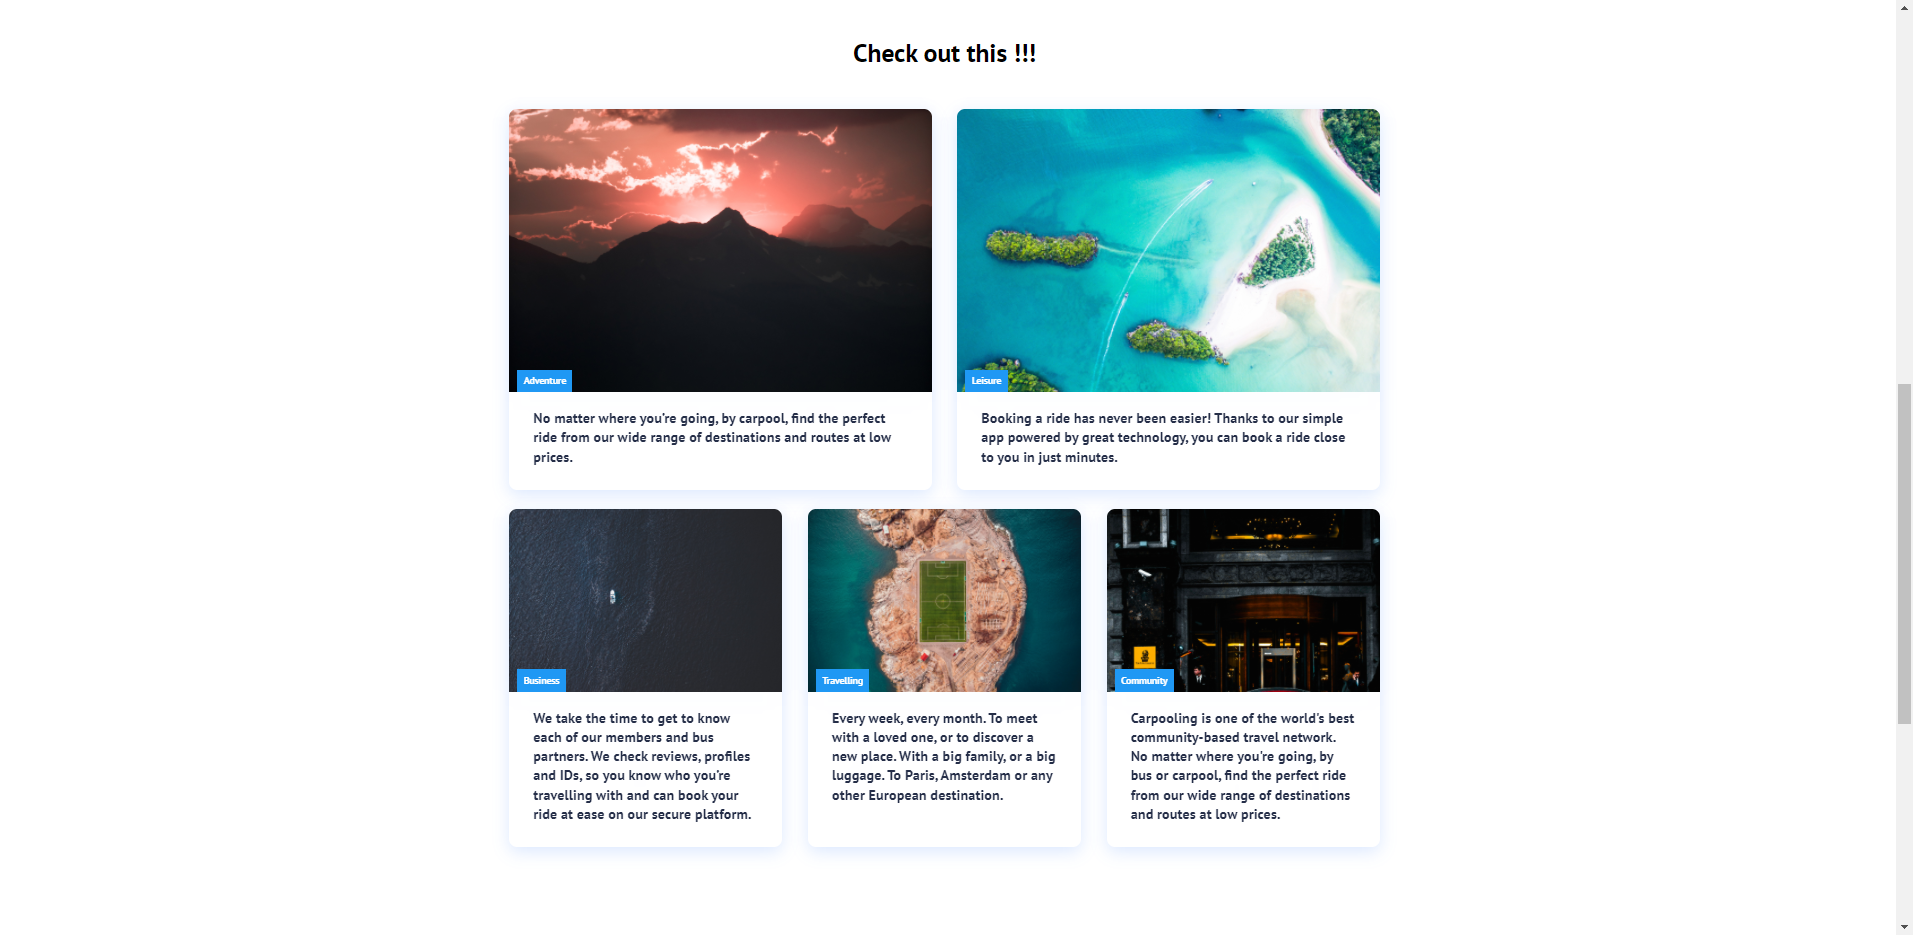 Check out this !!!
Adventure
No matter where you're going, by carpool, find the perfect
ride from our wide range of destinations and routes at low
prices.
Leisure
Booking a ride has never been easier! Thanks to our simple
app powered by great technology, you can book a ride close
to you in just minutes.
Business
We take the time to get to know
each of our members and bus
partners. We check reviews, profiles
and IDs, so you know who you're
travelling with and can book your
ride at ease on our secure platform.
Travelling
Every week, every month. To meet
with a loved one, or to discover a
new place. With a big family, or a big
luggage. To Paris, Amsterdam or any
other European destination.
Community
Carpooling is one of the world's best
community-based travel network.
No matter where you're going, by
bus or carpool, find the perfect ride
from our wide range of destinations
and routes at low prices.